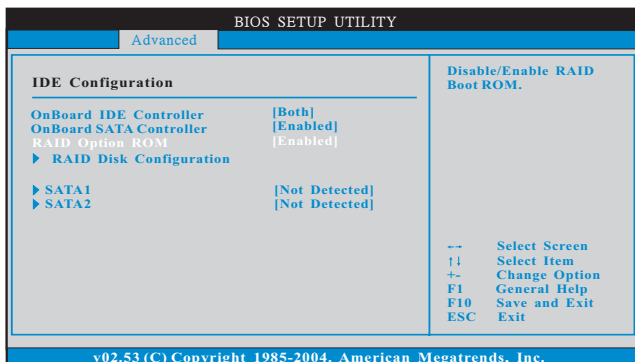 BIOS SETUP UTILITY
Advanced
IDE Configuration
OnBoard IDE Controller [Both]
OnBoard SATA Controller [Enabled]
RAID Option ROM [Enabled]
RAID Disk Configuration
SATA1 [Not Detected]
SATA2 [Not Detected]
Disable/Enable RAID
Boot ROM.
←→ Select Screen
↑↓ Select Item
+- Change Option
F1 General Help
F10 Save and Exit
ESC Exit
v02.53 (C) Copyright 1985-2004, American Megatrends, Inc.